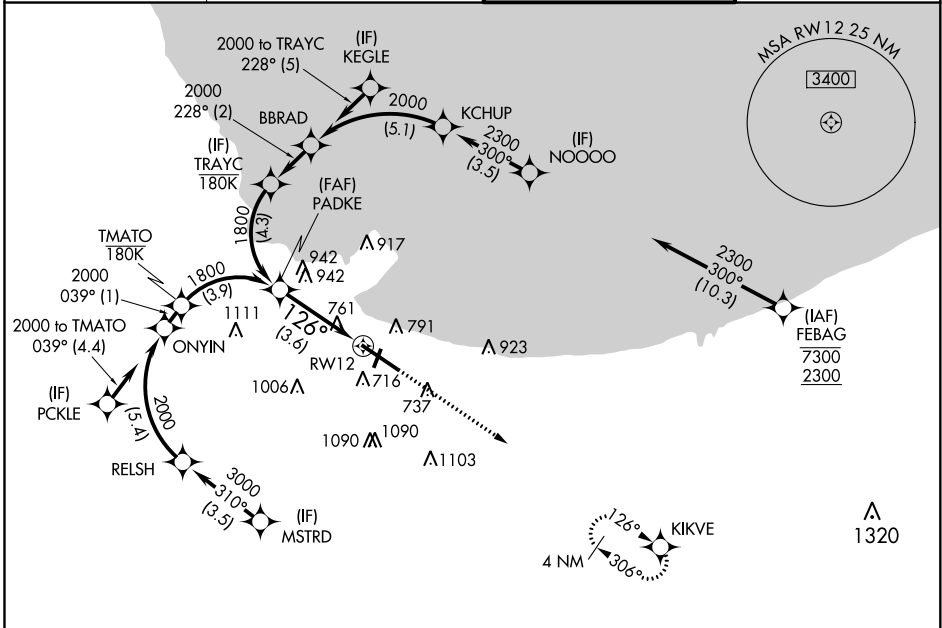 2000 to TRAYC
228° (5)
(IF)
KEGLE
MSA RW12 25 NM
3400
2000
228° (2)
BBRAD
2000
(5.1)
KCHUP
2300
300°
(3.5)
(IF)
NOOOO
(IF)
TRAYC
180K
(FAF)
PADKE
1800
(4.3)
TMATO
180K
942
942
917
2300
300°
(10.3)
(IAF)
FEBAG
7300
2300
2000
039° (1)
1800
(3.9)
2000 to TMATO
039° (4.4)
ONYIN
1111
126°
(3.6)
761
791
923
RW12
716
737
1006
(IF)
PCKLE
2000
(5.4)
1090
1090
1103
RELSH
3000
310°
(3.5)
(IF)
MSTRD
126°
KIKVE
4 NM
306°
1320